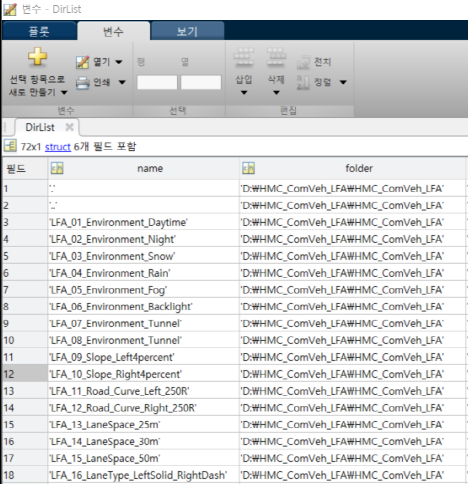 변수 - DirList
플롯 변수 보기
선택 항목으로
새로 만들기
열기
인쇄
변수
행 열
선택
삽입 삭제
전치
정렬
편집
DirList
72x1 struct 6개 필드 포함
필드 name folder
1 '.' 'D:₩HMC_ComVeh_LFA₩HMC_ComVeh_LFA'
2 '..' 'D:₩HMC_ComVeh_LFA₩HMC_ComVeh_LFA'
3 'LFA_01_Environment_Daytime' 'D:₩HMC_ComVeh_LFA₩HMC_ComVeh_LFA'
4 'LFA_02_Environment_Night' 'D:₩HMC_ComVeh_LFA₩HMC_ComVeh_LFA'
5 'LFA_03_Environment_Snow' 'D:₩HMC_ComVeh_LFA₩HMC_ComVeh_LFA'
6 'LFA_04_Environment_Rain' 'D:₩HMC_ComVeh_LFA₩HMC_ComVeh_LFA'
7 'LFA_05_Environment_Fog' 'D:₩HMC_ComVeh_LFA₩HMC_ComVeh_LFA'
8 'LFA_06_Environment_Backlight' 'D:₩HMC_ComVeh_LFA₩HMC_ComVeh_LFA'
9 'LFA_07_Environment_Tunnel' 'D:₩HMC_ComVeh_LFA₩HMC_ComVeh_LFA'
10 'LFA_08_Environment_Tunnel' 'D:₩HMC_ComVeh_LFA₩HMC_ComVeh_LFA'
11 'LFA_09_Slope_Left4percent' 'D:₩HMC_ComVeh_LFA₩HMC_ComVeh_LFA'
12 'LFA_10_Slope_Right4percent' 'D:₩HMC_ComVeh_LFA₩HMC_ComVeh_LFA'
13 'LFA_11_Road_Curve_Left_250R' 'D:₩HMC_ComVeh_LFA₩HMC_ComVeh_LFA'
14 'LFA_12_Road_Curve_Right_250R' 'D:₩HMC_ComVeh_LFA₩HMC_ComVeh_LFA'
15 'LFA_13_LaneSpace_25m' 'D:₩HMC_ComVeh_LFA₩HMC_ComVeh_LFA'
16 'LFA_14_LaneSpace_30m' 'D:₩HMC_ComVeh_LFA₩HMC_ComVeh_LFA'
17 'LFA_15_LaneSpace_50m' 'D:₩HMC_ComVeh_LFA₩HMC_ComVeh_LFA'
18 'LFA_16_LaneType_LeftSolid_RightDash' 'D:₩HMC_ComVeh_LFA₩HMC_ComVeh_LFA'